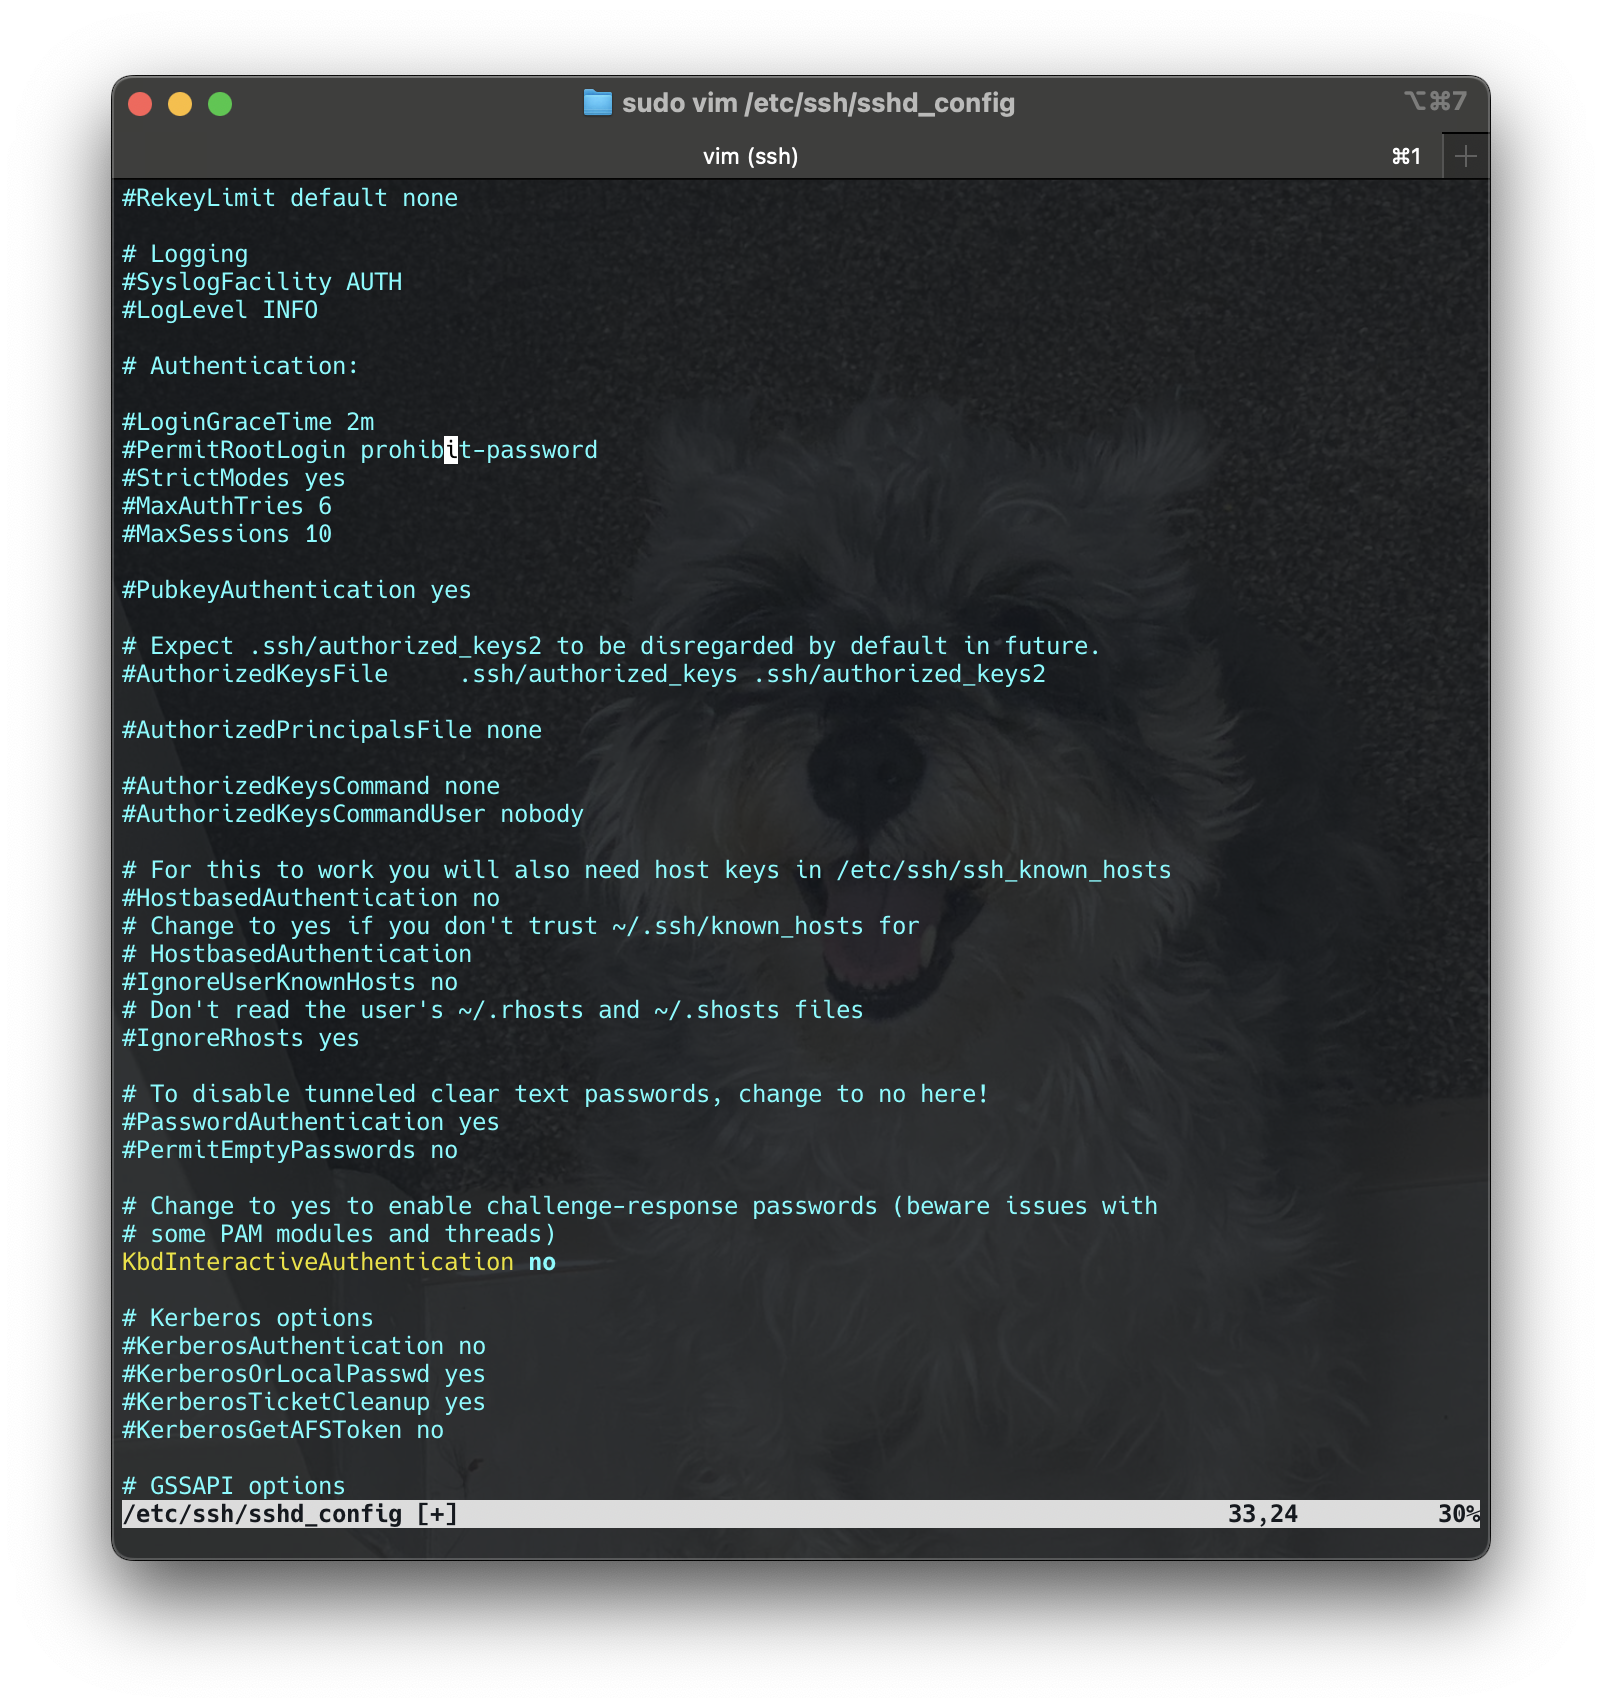 sudo vim /etc/ssh/sshd_config ⌥⌘7
vim (ssh) ⌘1 +
#RekeyLimit default none
# Logging
#SyslogFacility AUTH
#LogLevel INFO
# Authentication:
#LoginGraceTime 2m
#PermitRootLogin prohibit-password
#StrictModes yes
#MaxAuthTries 6
#MaxSessions 10
#PubkeyAuthentication yes
# Expect .ssh/authorized_keys2 to be disregarded by default in future.
#AuthorizedKeysFile     .ssh/authorized_keys .ssh/authorized_keys2
#AuthorizedPrincipalsFile none
#AuthorizedKeysCommand none
#AuthorizedKeysCommandUser nobody
# For this to work you will also need host keys in /etc/ssh/ssh_known_hosts
#HostbasedAuthentication no
# Change to yes if you don't trust ~/.ssh/known_hosts for
# HostbasedAuthentication
#IgnoreUserKnownHosts no
# Don't read the user's ~/.rhosts and ~/.shosts files
#IgnoreRhosts yes
# To disable tunneled clear text passwords, change to no here!
#PasswordAuthentication yes
#PermitEmptyPasswords no
# Change to yes to enable challenge-response passwords (beware issues with
# some PAM modules and threads)
KbdInteractiveAuthentication no
# Kerberos options
#KerberosAuthentication no
#KerberosOrLocalPasswd yes
#KerberosTicketCleanup yes
#KerberosGetAFSToken no
# GSSAPI options
/etc/ssh/sshd_config [+] 33,24 30%